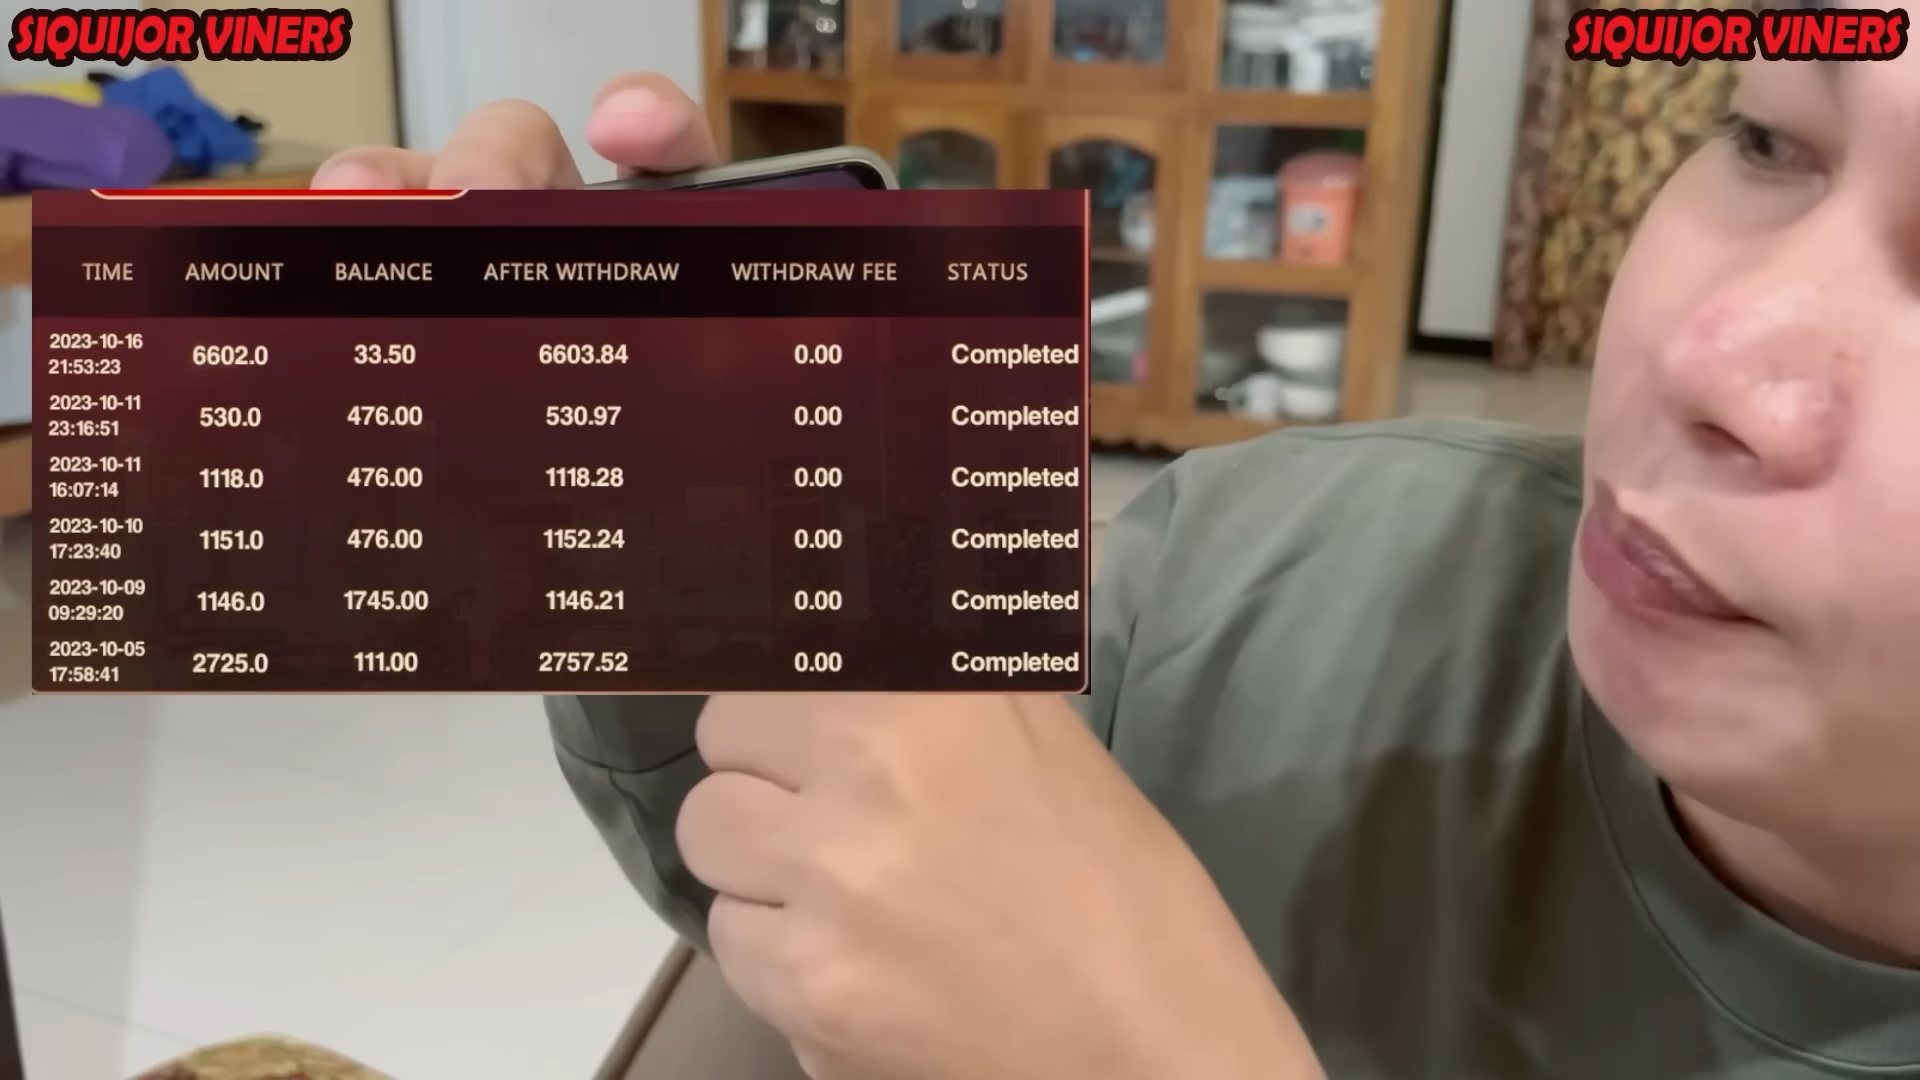 SIQUIJOR VINERS SIQUIJOR VINERS
TIME AMOUNT BALANCE AFTER WITHDRAW WITHDRAW FEE STATUS
2023-10-16 21:53:23 6602.0 33.50 6603.84 0.00 Completed
2023-10-11 23:16:51 530.0 476.00 530.97 0.00 Completed
2023-10-11 16:07:14 1118.0 476.00 1118.28 0.00 Completed
2023-10-10 17:23:40 1151.0 476.00 1152.24 0.00 Completed
2023-10-09 09:29:20 1146.0 1745.00 1146.21 0.00 Completed
2023-10-05 17:58:41 2725.0 111.00 2757.52 0.00 Completed